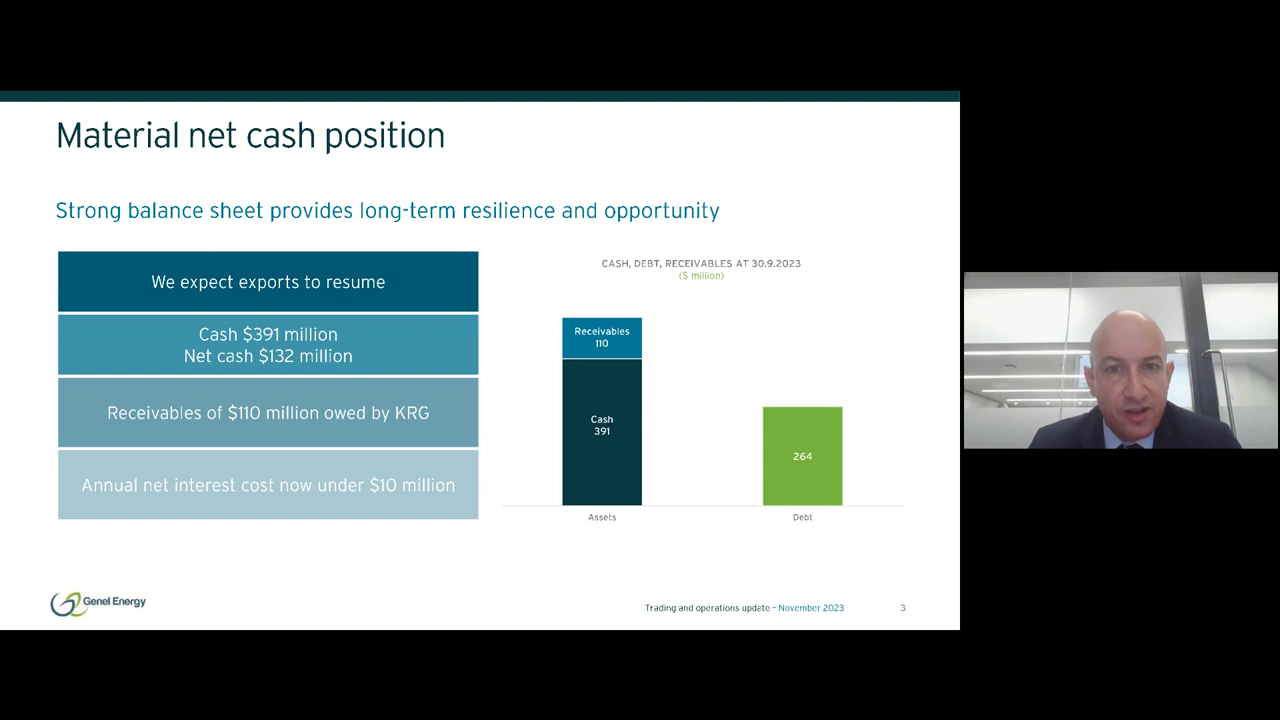 Material net cash position
Strong balance sheet provides long-term resilience and opportunity
We expect exports to resume
Cash $391 million
Net cash $132 million
Receivables of $110 million owed by KRG
Annual net interest cost now under $10 million
CASH, DEBT, RECEIVABLES AT 30.9.2023
($ million)
Receivables
110
Cash
391
264
Assets
Debt
Genel Energy
Trading and operations update – November 2023
3